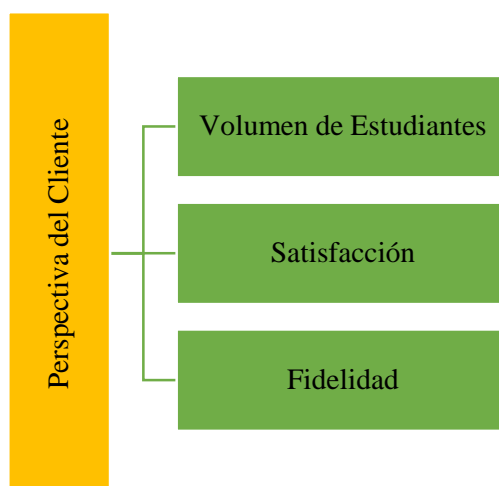 Perspectiva del Cliente
Volumen de Estudiantes
Satisfacción
Fidelidad